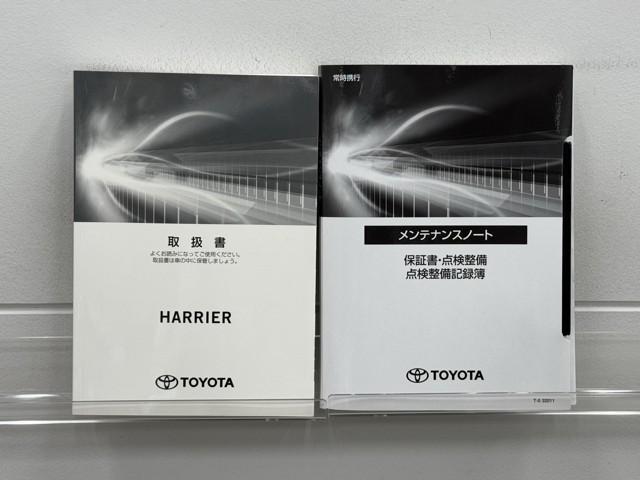 取扱書
よくお読みになってご使用ください。
取扱書は車の中に保管しましょう。
HARRIER
TOYOTA
常時携行
メンテナンスノート
保証書・点検整備
点検整備記録簿
TOYOTA